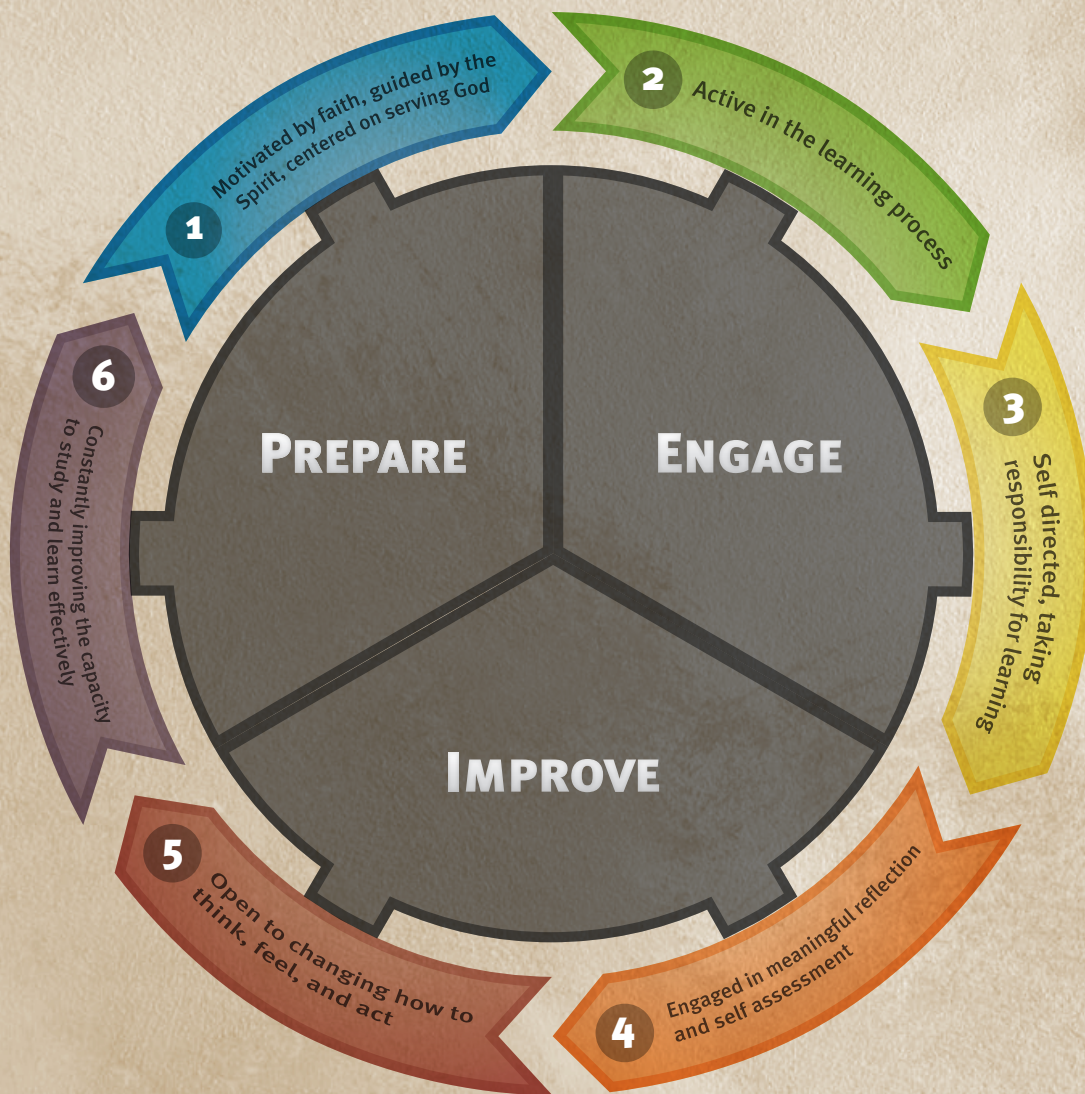 1
Motivated by faith, guided by the
Spirit, centered on serving God
2
Active in the learning process
3
Self directed, taking
responsibility for learning
4
Engaged in meaningful reflection
and self assessment
5
Open to changing how to
think, feel, and act
6
Constantly improving the capacity
to study and learn effectively
PREPARE
ENGAGE
IMPROVE